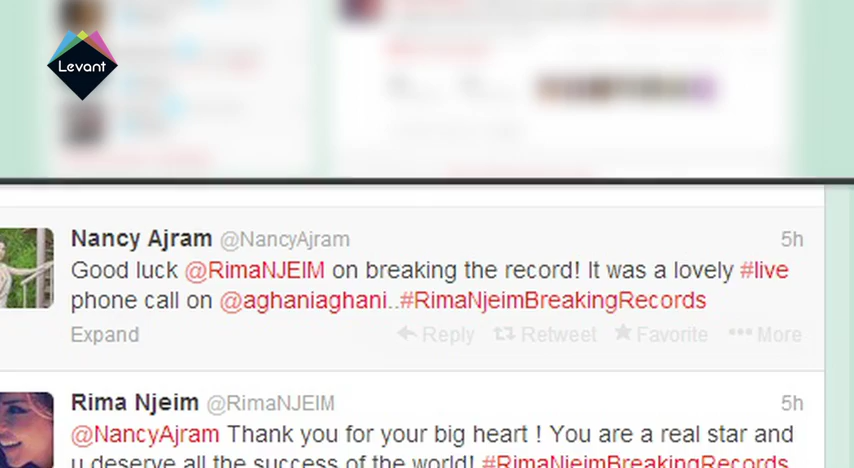 Levant
Nancy Ajram @NancyAjram 5h
Good luck @RimaNJEIM on breaking the record! It was a lovely #live
phone call on @aghaniaghani..#RimaNjeimBreakingRecords
Expand Reply Retweet Favorite More
Rima Njeim @RimaNJEIM 5h
@NancyAjram Thank you for your big heart ! You are a real star and
u deserve all the success of the world! #RimaNjeimBreakingRecords